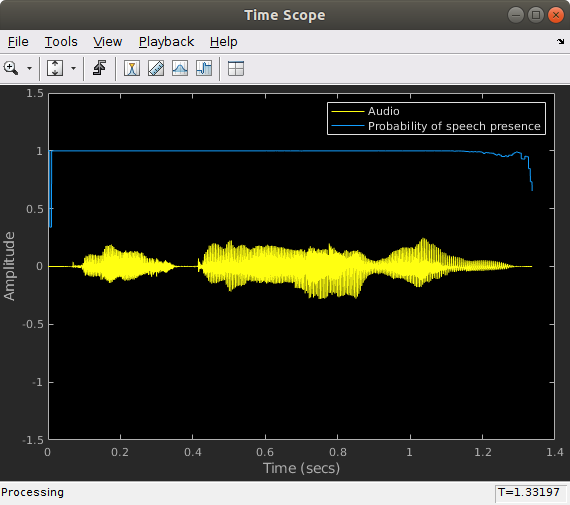 Time Scope
File Tools View Playback Help
1.5
Audio
Probability of speech presence
1
0.5
0
-0.5
-1
-1.5
Amplitude
0 0.2 0.4 0.6 0.8 1 1.2 1.4
Time (secs)
Processing T=1.33197